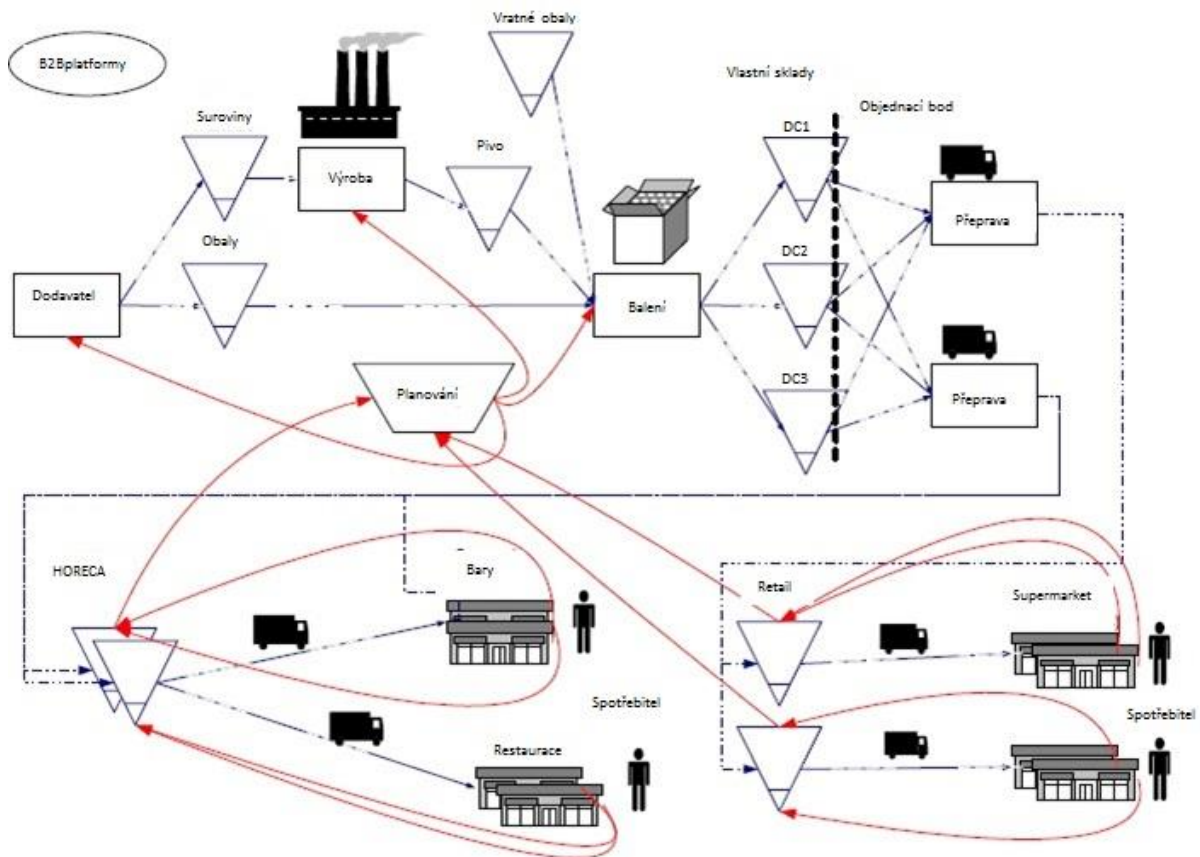 Vratné obaly
B2Bplatformy
Vlastní sklady
Objednací bod
Suroviny
DC1
Pivo
Výroba
Přeprava
Obaly
DC2
Dodavatel
Balení
DC3
Planování
Přeprava
HORECA
Bary
Retail
Supermarket
Spotřebitel
Spotřebitel
Restaurace